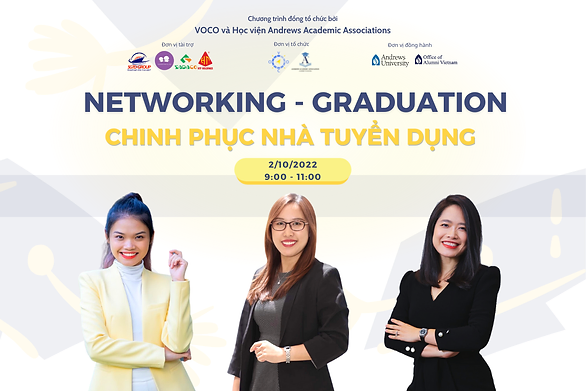 Chương trình đồng tổ chức bởi
VOCO và Học viện Andrews Academic Associations
Đơn vị tài trợ
Đơn vị tổ chức
Đơn vị đồng hành
Andrews University
Office of Alumni Vietnam
NETWORKING - GRADUATION
CHINH PHỤC NHÀ TUYỂN DỤNG
2/10/2022
9:00 - 11:00